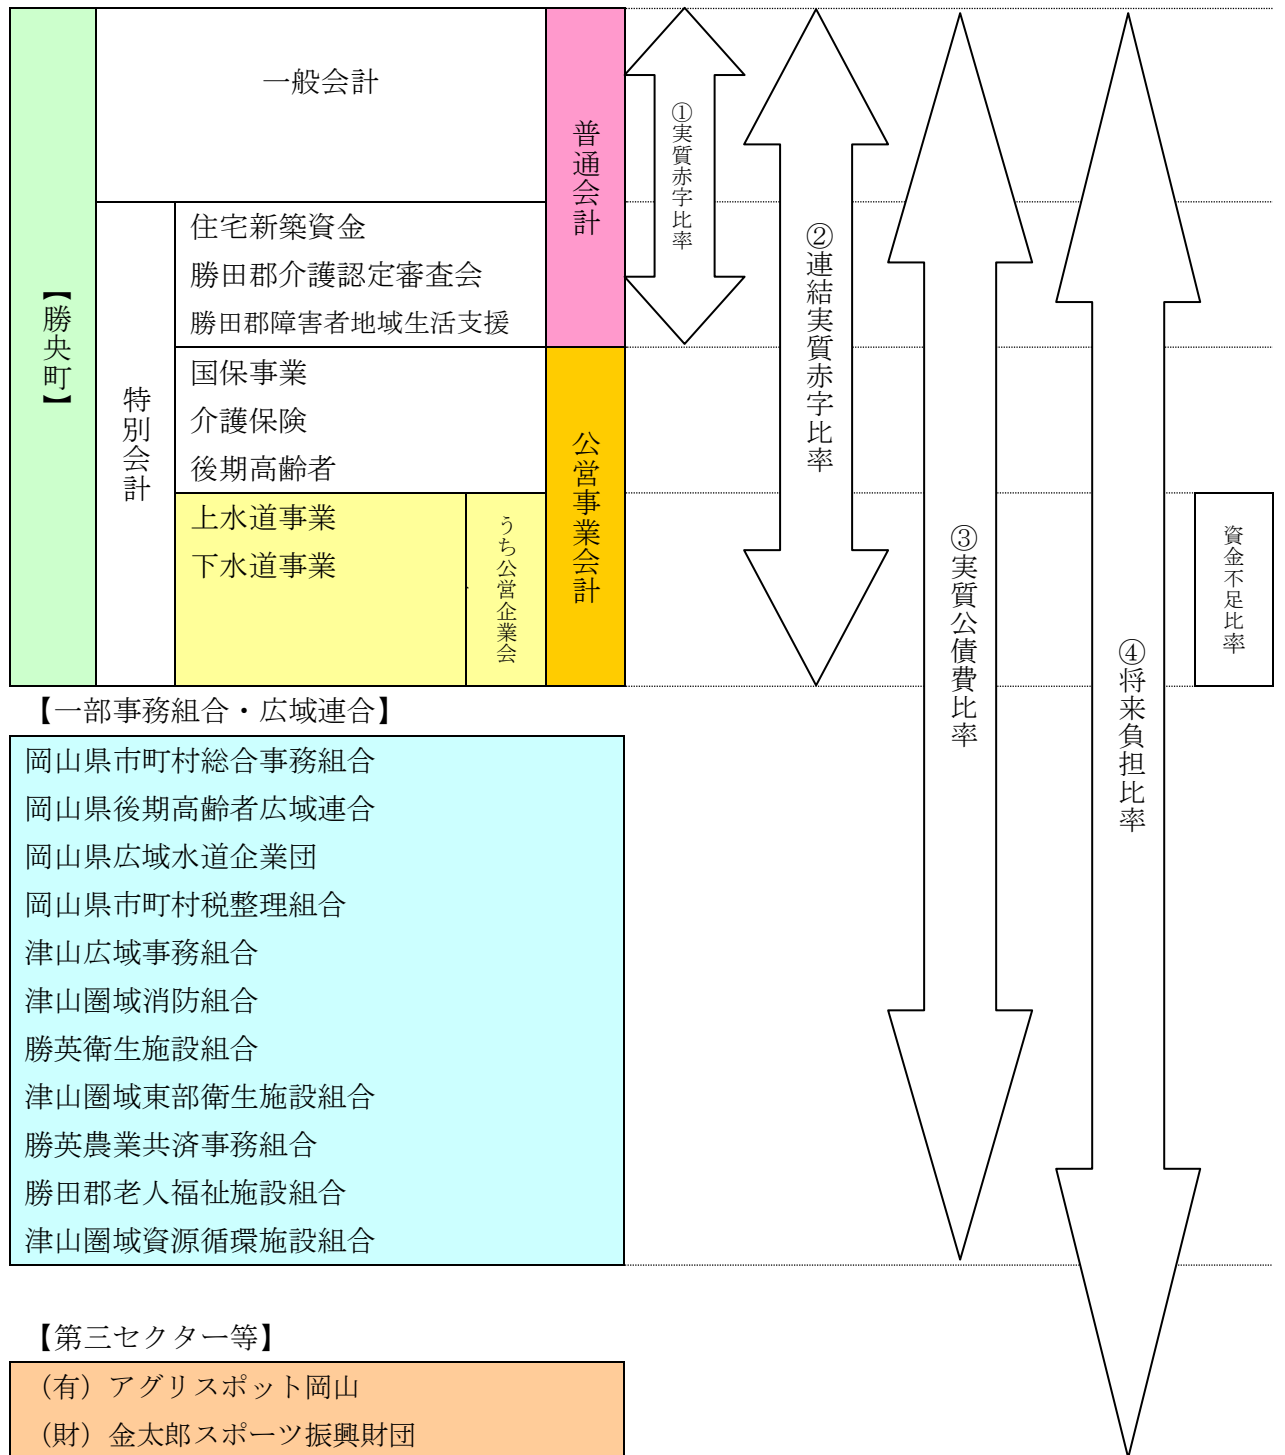 【勝央町】
一般会計
普通会計
特別会計
住宅新築資金
勝田郡介護認定審査会
勝田郡障害者地域生活支援
国保事業
介護保険
後期高齢者
公営事業会計
上水道事業
下水道事業
うち公営企業会
①実質赤字比率
②連結実質赤字比率
③実質公債費比率
④将来負担比率
資金不足比率
【一部事務組合・広域連合】
岡山県市町村総合事務組合
岡山県後期高齢者広域連合
岡山県広域水道企業団
岡山県市町村税整理組合
津山広域事務組合
津山圏域消防組合
勝英衛生施設組合
津山圏域東部衛生施設組合
勝英農業共済事務組合
勝田郡老人福祉施設組合
津山圏域資源循環施設組合
【第三セクター等】
（有）アグリスポット岡山
（財）金太郎スポーツ振興財団